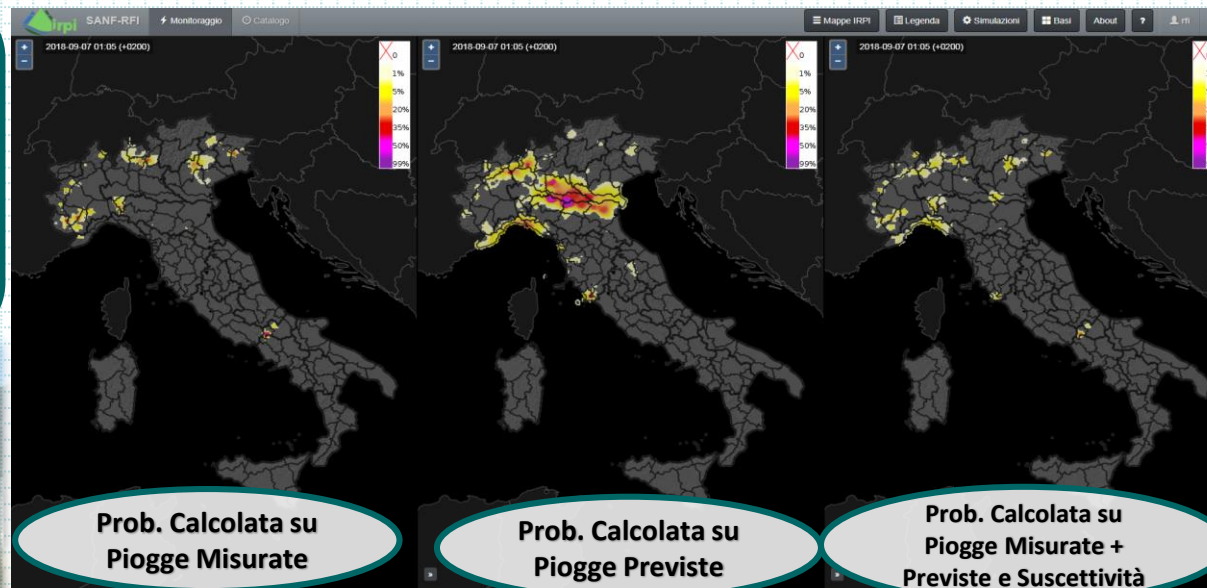 irpi SANF-RFI Monitoraggio Catalogo Mappe IRPI Legenda Simulazioni Basi About ? rfi
+ 2018-09-07 01:05 (+0200)
-
0
1%
5%
20%
35%
50%
99%
+ 2018-09-07 01:05 (+0200)
-
0
1%
5%
20%
35%
50%
99%
+ 2018-09-07 01:05 (+0200)
-
Prob. Calcolata su
Piogge Misurate
Prob. Calcolata su
Piogge Previste
»
Prob. Calcolata su
Piogge Misurate +
Previste e Suscettività
»